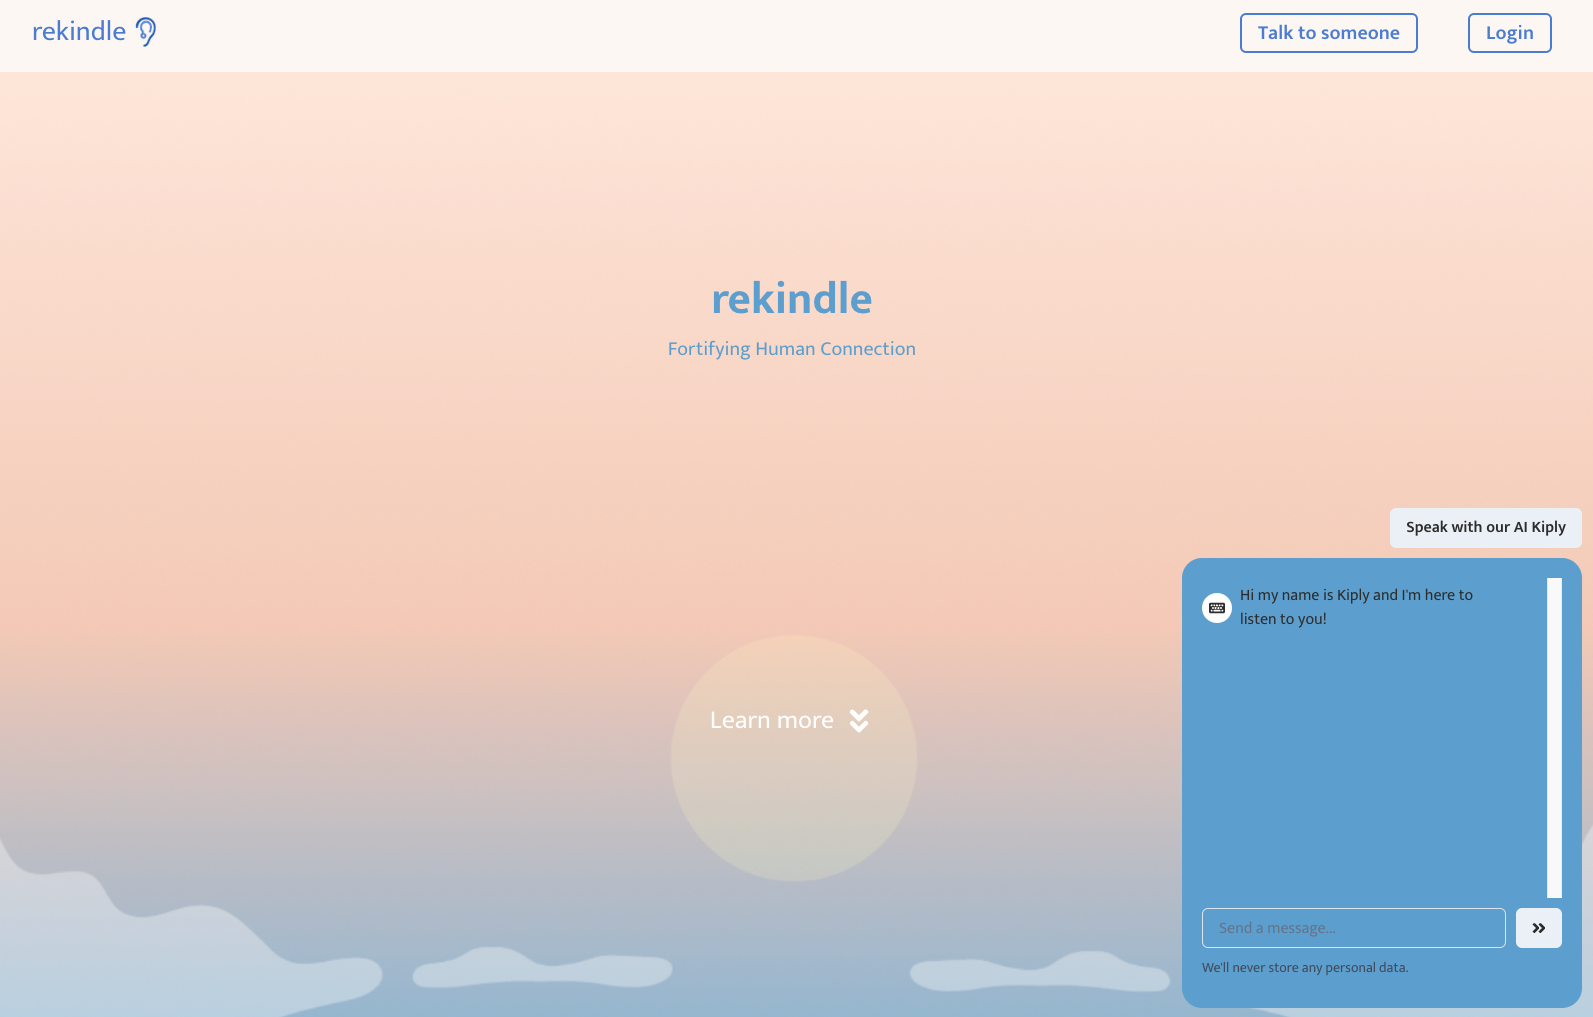 rekindle
Talk to someone
Login
rekindle
Fortifying Human Connection
Learn more
Speak with our AI Kiply
Hi my name is Kiply and I'm here to
listen to you!
Send a message...
We'll never store any personal data.